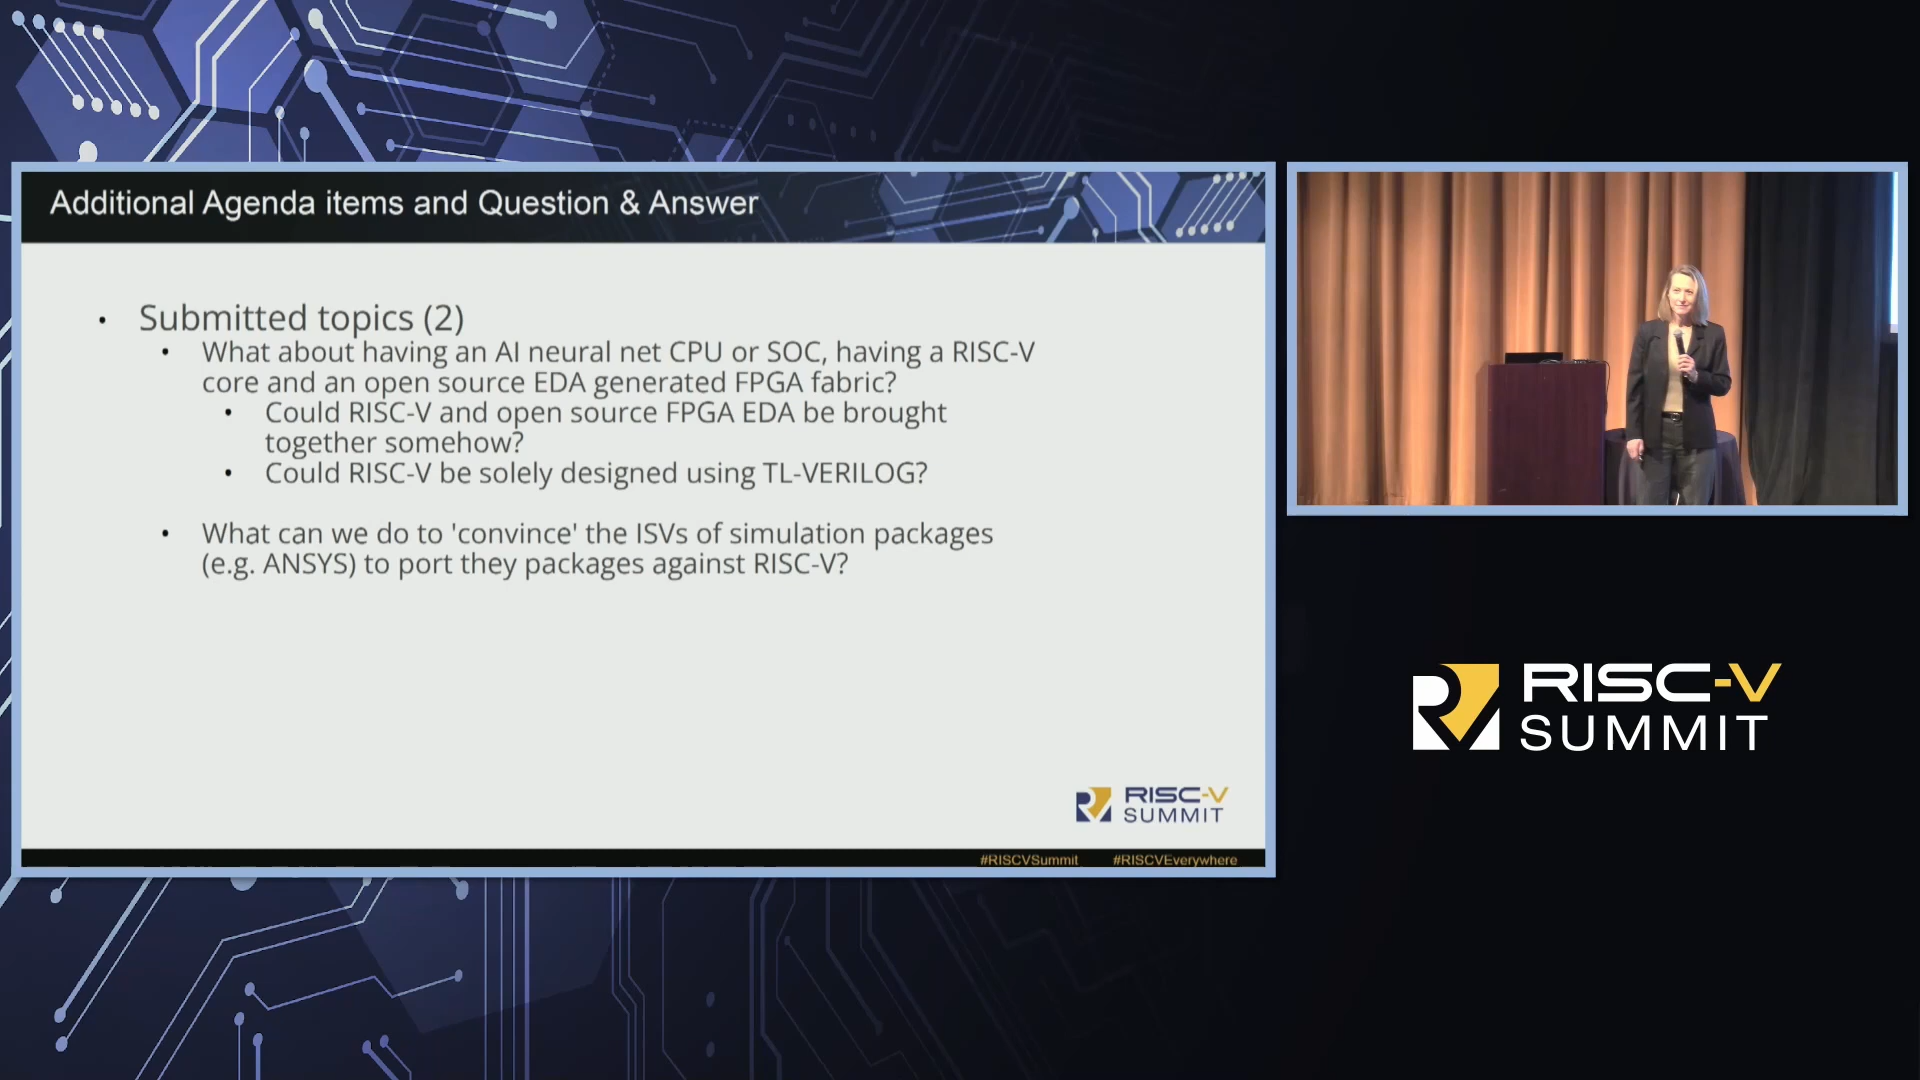 Additional Agenda items and Question & Answer
• Submitted topics (2)
• What about having an AI neural net CPU or SOC, having a RISC-V
core and an open source EDA generated FPGA fabric?
• Could RISC-V and open source FPGA EDA be brought
together somehow?
• Could RISC-V be solely designed using TL-VERILOG?
• What can we do to 'convince' the ISVs of simulation packages
(e.g. ANSYS) to port they packages against RISC-V?
RISC-V
SUMMIT
#RISCVSummit #RISCVEverywhere
RISC-V
SUMMIT